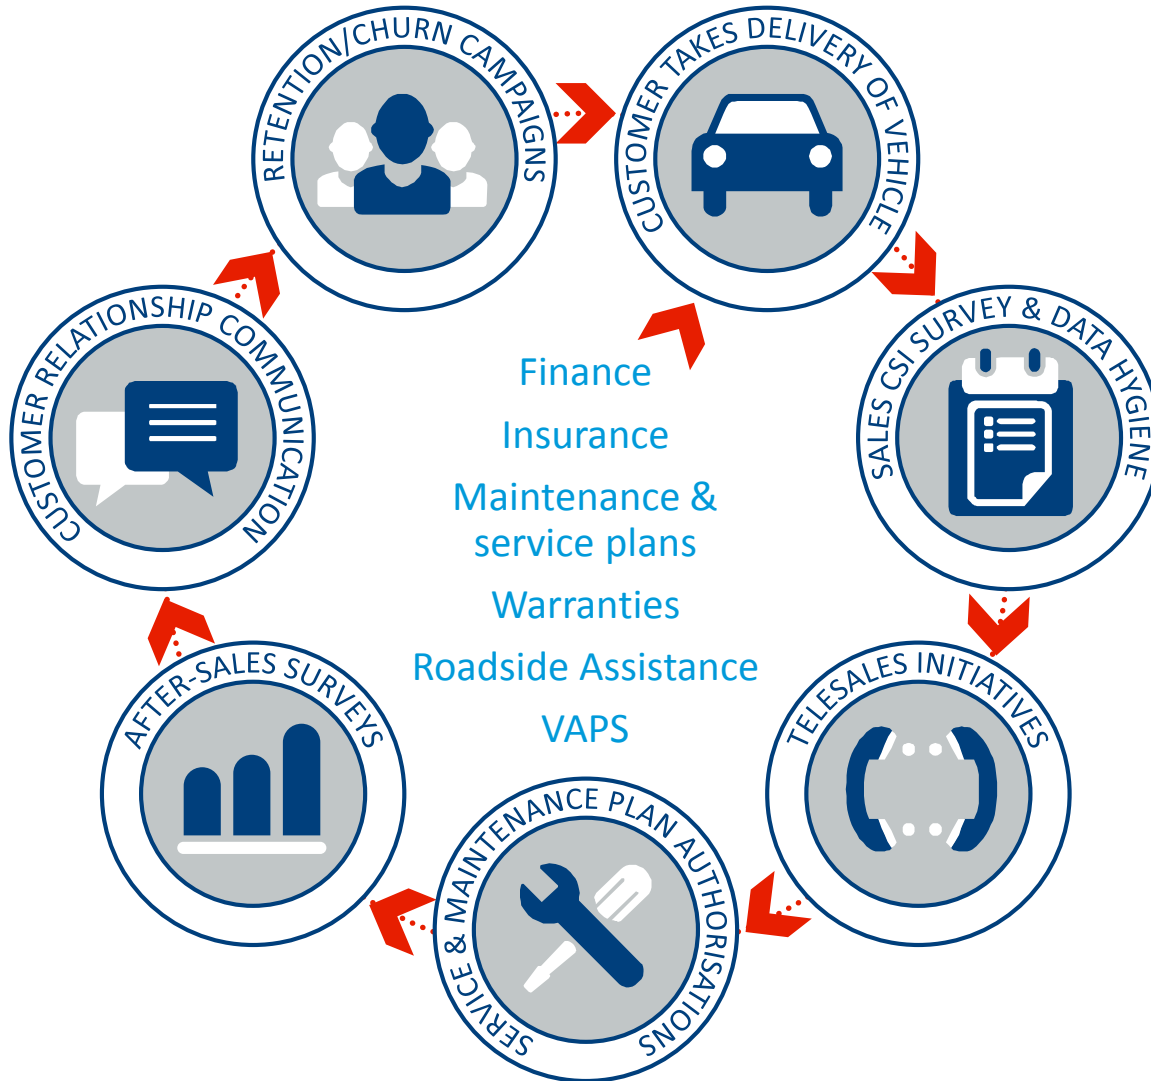 RETENTION/CHURN CAMPAIGNS
CUSTOMER TAKES DELIVERY OF VEHICLE
SALES CSI SURVEY & DATA HYGIENE
TELESALES INITIATIVES
SERVICE & MAINTENANCE PLAN AUTHORISATIONS
AFTER-SALES SURVEYS
CUSTOMER RELATIONSHIP COMMUNICATION
Finance
Insurance
Maintenance &
service plans
Warranties
Roadside Assistance
VAPS